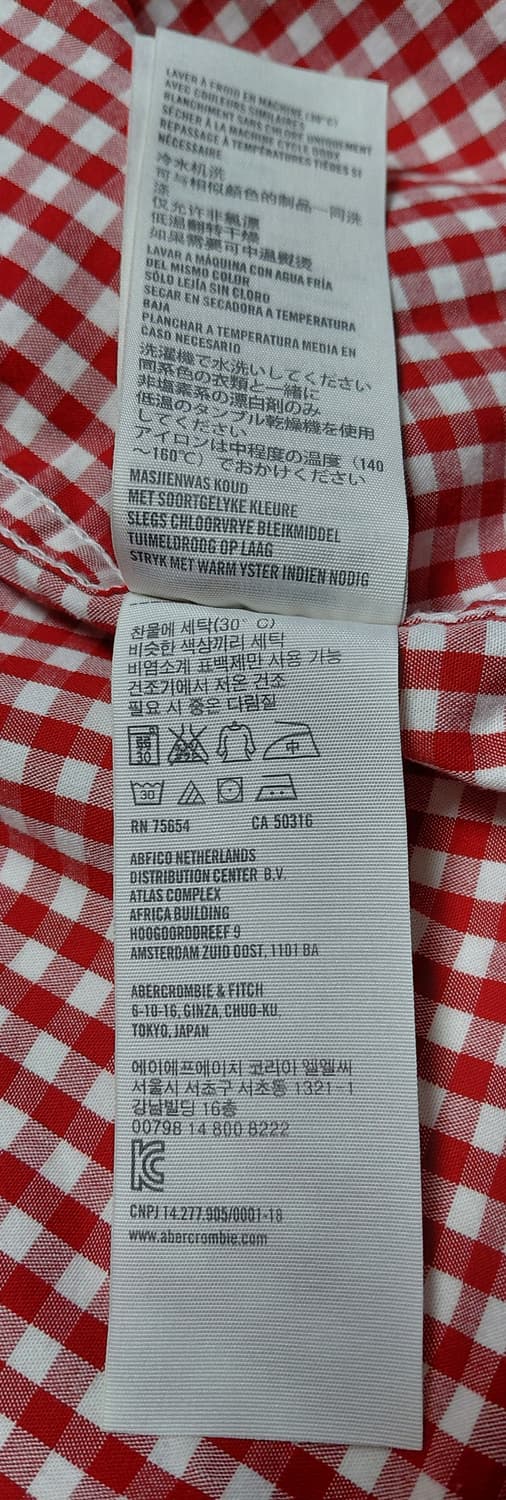 LAVER À FROID EN MACHINE (30°C)
AVEC COULEURS SIMILAIRES
BLANCHIMENT SANS CHLORE UNIQUEMENT
SÉCHER À LA MACHINE CYCLE DOUX
REPASSAGE À TEMPÉRATURES TIÈDES SI
NÉCESSAIRE
冷水机洗
可与相似颜色的制品一同洗
涤
仅允许非氯漂
低温翻转干燥
如果需要可中温熨烫
LAVAR A MÁQUINA CON AGUA FRÍA
DEL MISMO COLOR
SÓLO LEJÍA SIN CLORO
SECAR EN SECADORA A TEMPERATURA
BAJA
PLANCHAR A TEMPERATURA MEDIA EN
CASO NECESARIO
洗濯機で水洗いしてください
同系色の衣類と一緒に
非塩素系の漂白剤のみ
低温のタンブル乾燥機を使用
してください
アイロンは中程度の温度（140
～160℃）でおかけください
MASJIENWAS KOUD
MET SOORTGELYKE KLEURE
SLEGS CHLOORVRYE BLEIKMIDDEL
TUIMELDROOG OP LAAG
STRYK MET WARM YSTER INDIEN NODIG
찬물에 세탁(30˚C)
비슷한 색상끼리 세탁
비염소계 표백제만 사용 가능
건조기에서 저온 건조
필요 시 중온 다림질
30 中
30
RN 75654 CA 50316
ABFICO NETHERLANDS
DISTRIBUTION CENTER B.V.
ATLAS COMPLEX
AFRICA BUILDING
HOOGOORDDREEF 9
AMSTERDAM ZUID OOST, 1101 BA
ABERCROMBIE & FITCH
6-10-16, GINZA, CHUO-KU,
TOKYO, JAPAN
에이에프에이치 코리아 엘엘씨
서울시 서초구 서초동 1321-1
강남빌딩 16층
00798 14 800 8222
CNPJ 14.277.905/0001-18
www.abercrombie.com